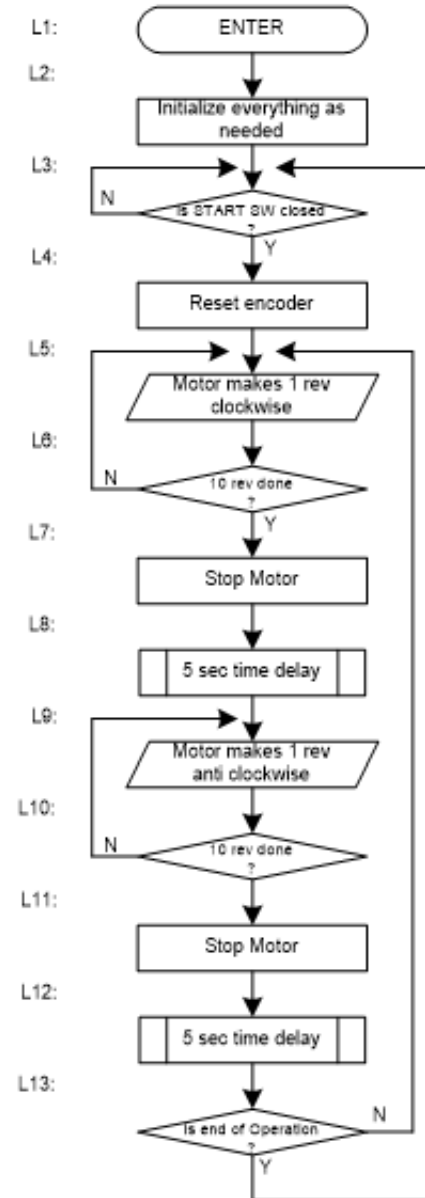 L1:
ENTER
L2:
Initialize everything as
needed
L3:
N
Is START SW closed
?
Y
L4:
Reset encoder
L5:
Motor makes 1 rev
clockwise
L6:
N
10 rev done
?
Y
L7:
Stop Motor
L8:
5 sec time delay
L9:
Motor makes 1 rev
anti clockwise
L10:
N
10 rev done
?
L11:
Stop Motor
L12:
5 sec time delay
L13:
N
Is end of Operation
?
Y